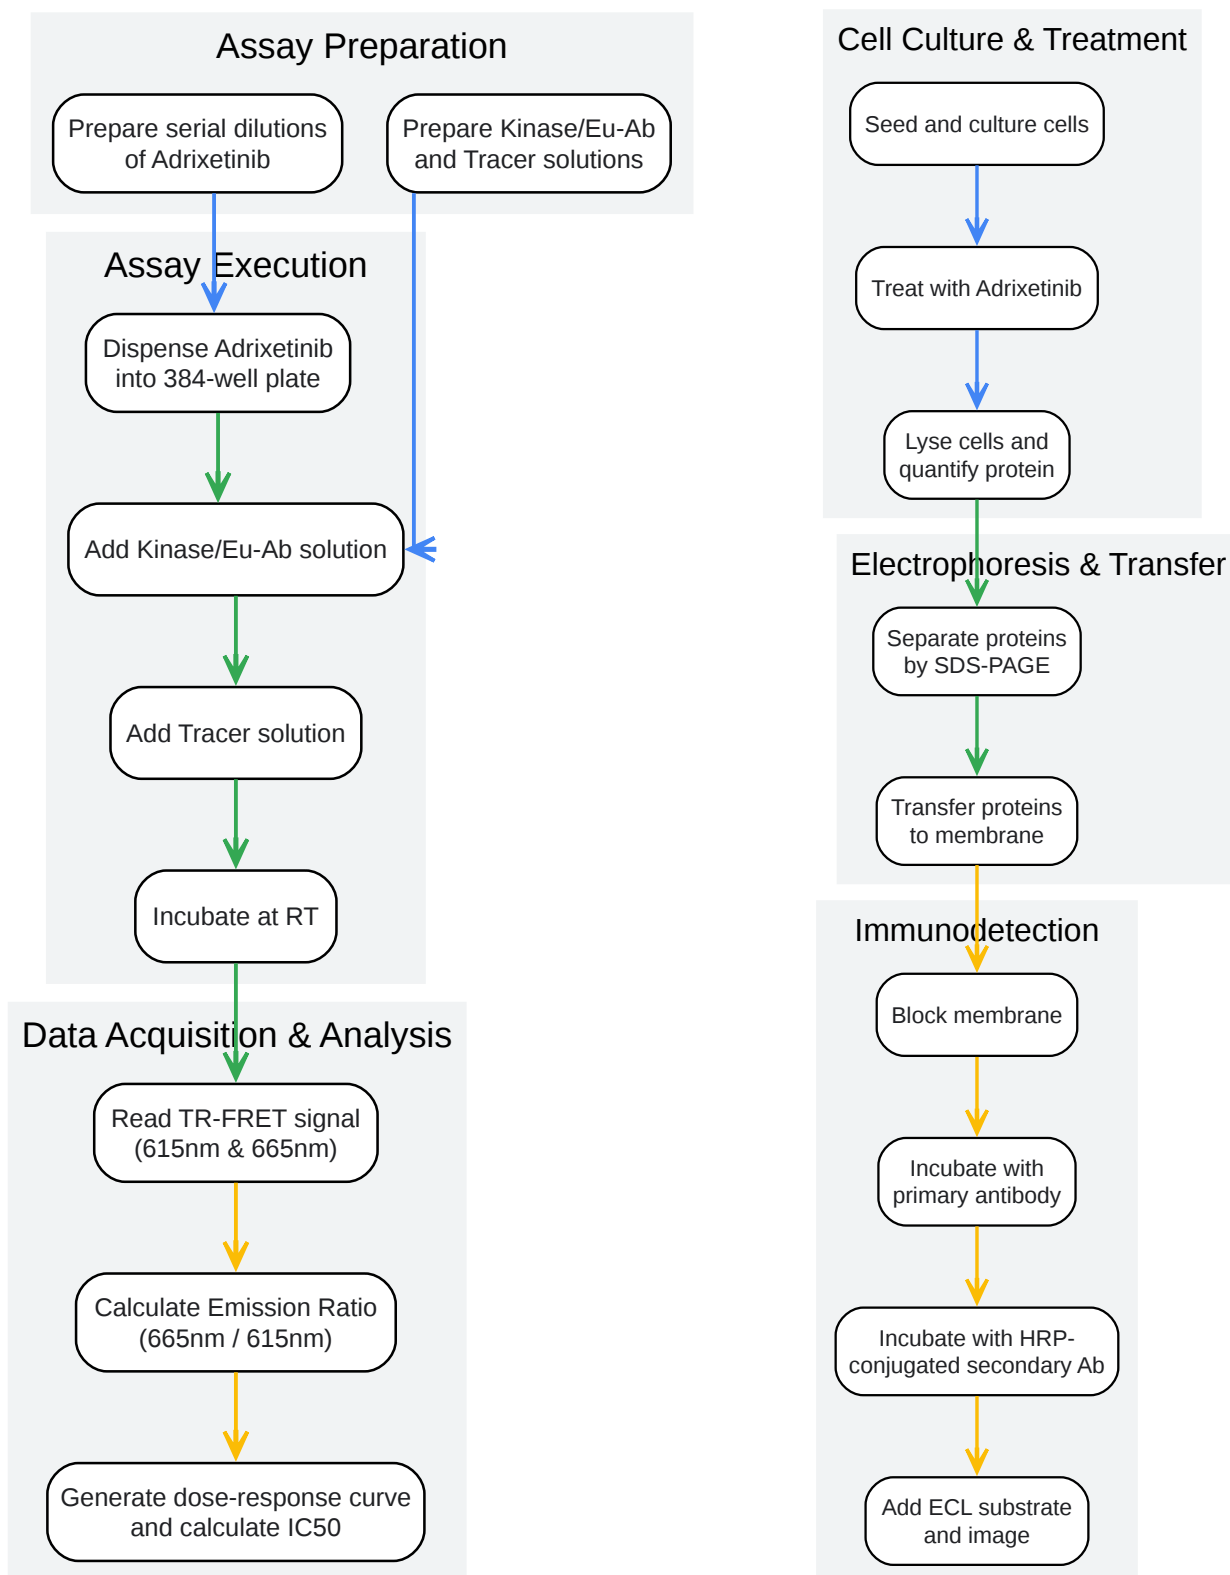 Assay Preparation
Prepare serial dilutions
of Adrixetinib
Prepare Kinase/Eu-Ab
and Tracer solutions
Assay Execution
Dispense Adrixetinib
into 384-well plate
Add Kinase/Eu-Ab solution
Add Tracer solution
Incubate at RT
Data Acquisition & Analysis
Read TR-FRET signal
(615nm & 665nm)
Calculate Emission Ratio
(665nm / 615nm)
Generate dose-response curve
and calculate IC50
Cell Culture & Treatment
Seed and culture cells
Treat with Adrixetinib
Lyse cells and
quantify protein
Electrophoresis & Transfer
Separate proteins
by SDS-PAGE
Transfer proteins
to membrane
Immunodetection
Block membrane
Incubate with
primary antibody
Incubate with HRP-
conjugated secondary Ab
Add ECL substrate
and image